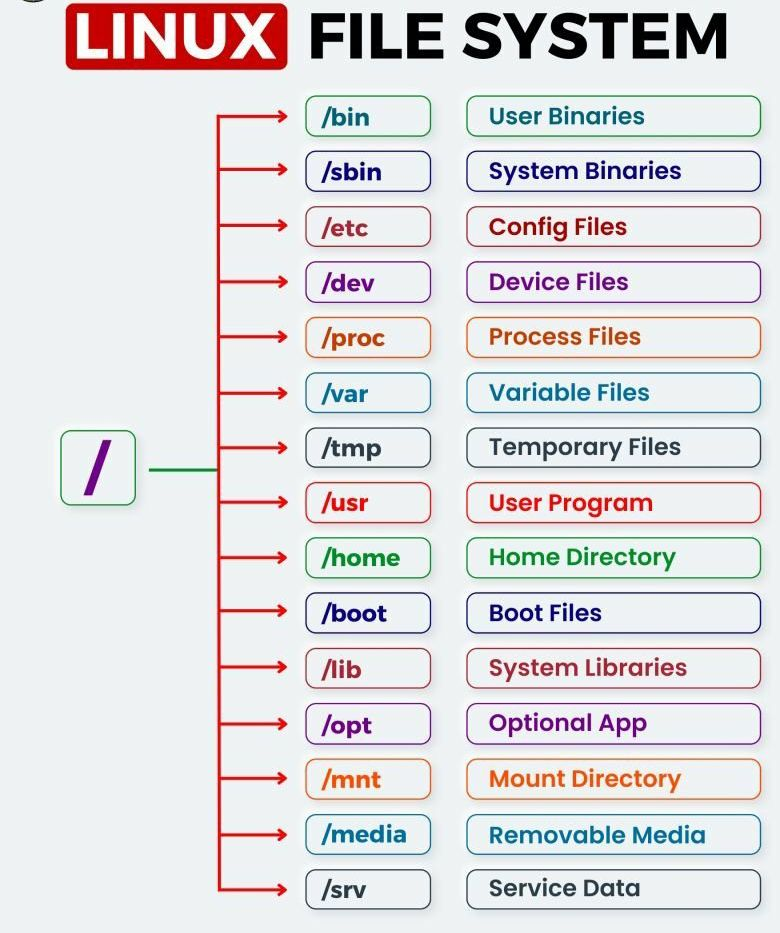 LINUX FILE SYSTEM
/bin User Binaries
/sbin System Binaries
/etc Config Files
/dev Device Files
/proc Process Files
/var Variable Files
/tmp Temporary Files
/
/usr User Program
/home Home Directory
/boot Boot Files
/lib System Libraries
/opt Optional App
/mnt Mount Directory
/media Removable Media
/srv Service Data